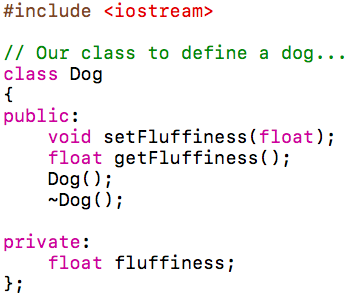 #include <iostream>
// Our class to define a dog...
class Dog
{
public:
    void setFluffiness(float);
    float getFluffiness();
    Dog();
    ~Dog();
private:
    float fluffiness;
};